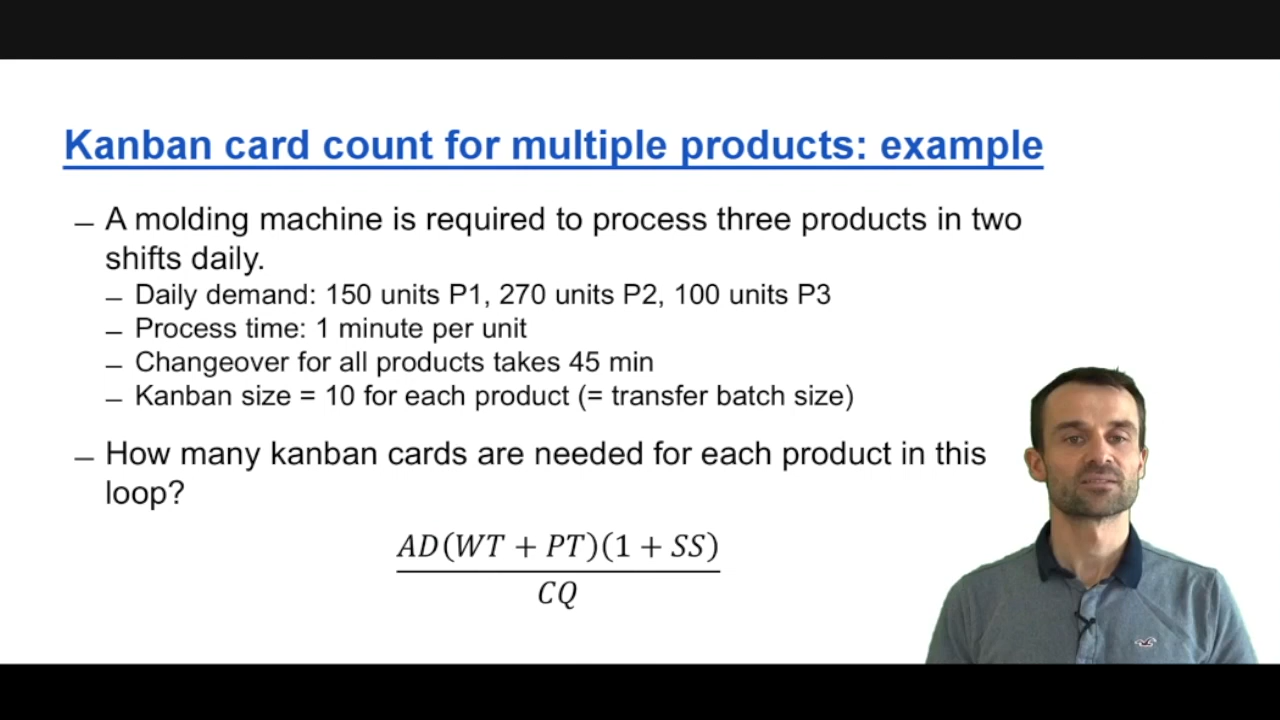 Kanban card count for multiple products: example
– A molding machine is required to process three products in two
shifts daily.
– Daily demand: 150 units P1, 270 units P2, 100 units P3
– Process time: 1 minute per unit
– Changeover for all products takes 45 min
– Kanban size = 10 for each product (= transfer batch size)
– How many kanban cards are needed for each product in this
loop?
AD(WT + PT)(1 + SS)
CQ